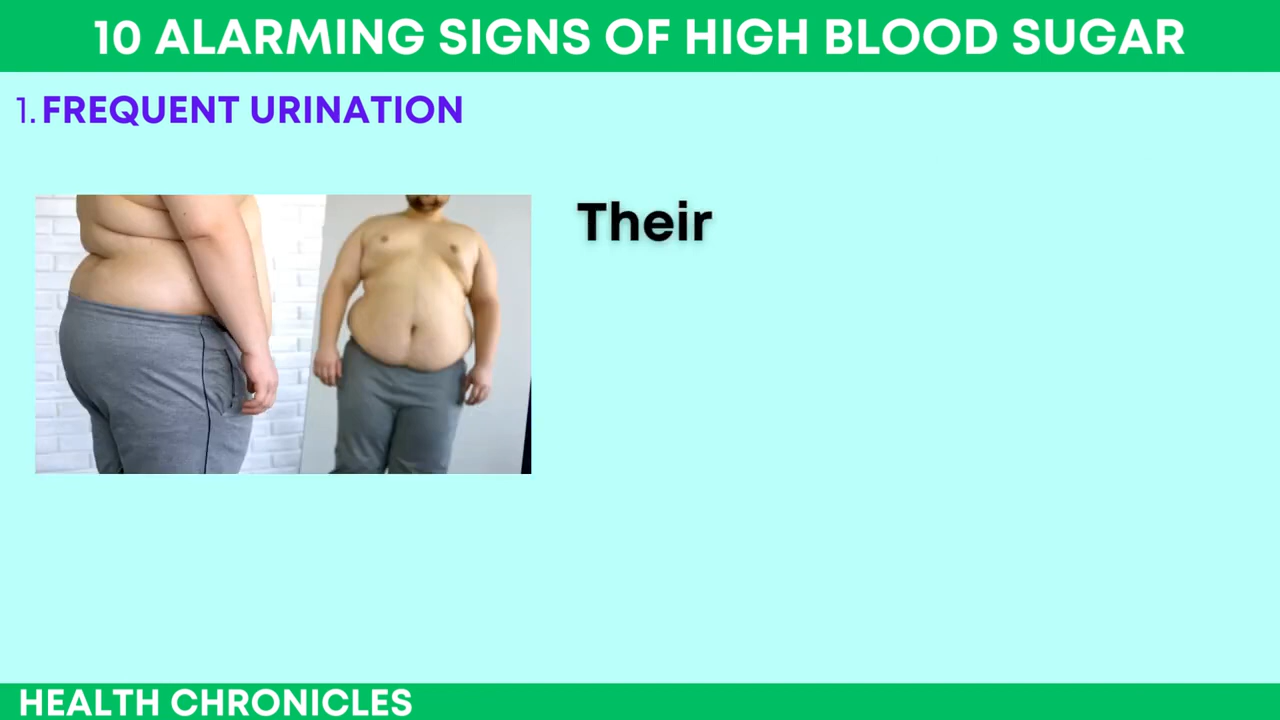 10 ALARMING SIGNS OF HIGH BLOOD SUGAR
1. FREQUENT URINATION
Their
HEALTH CHRONICLES